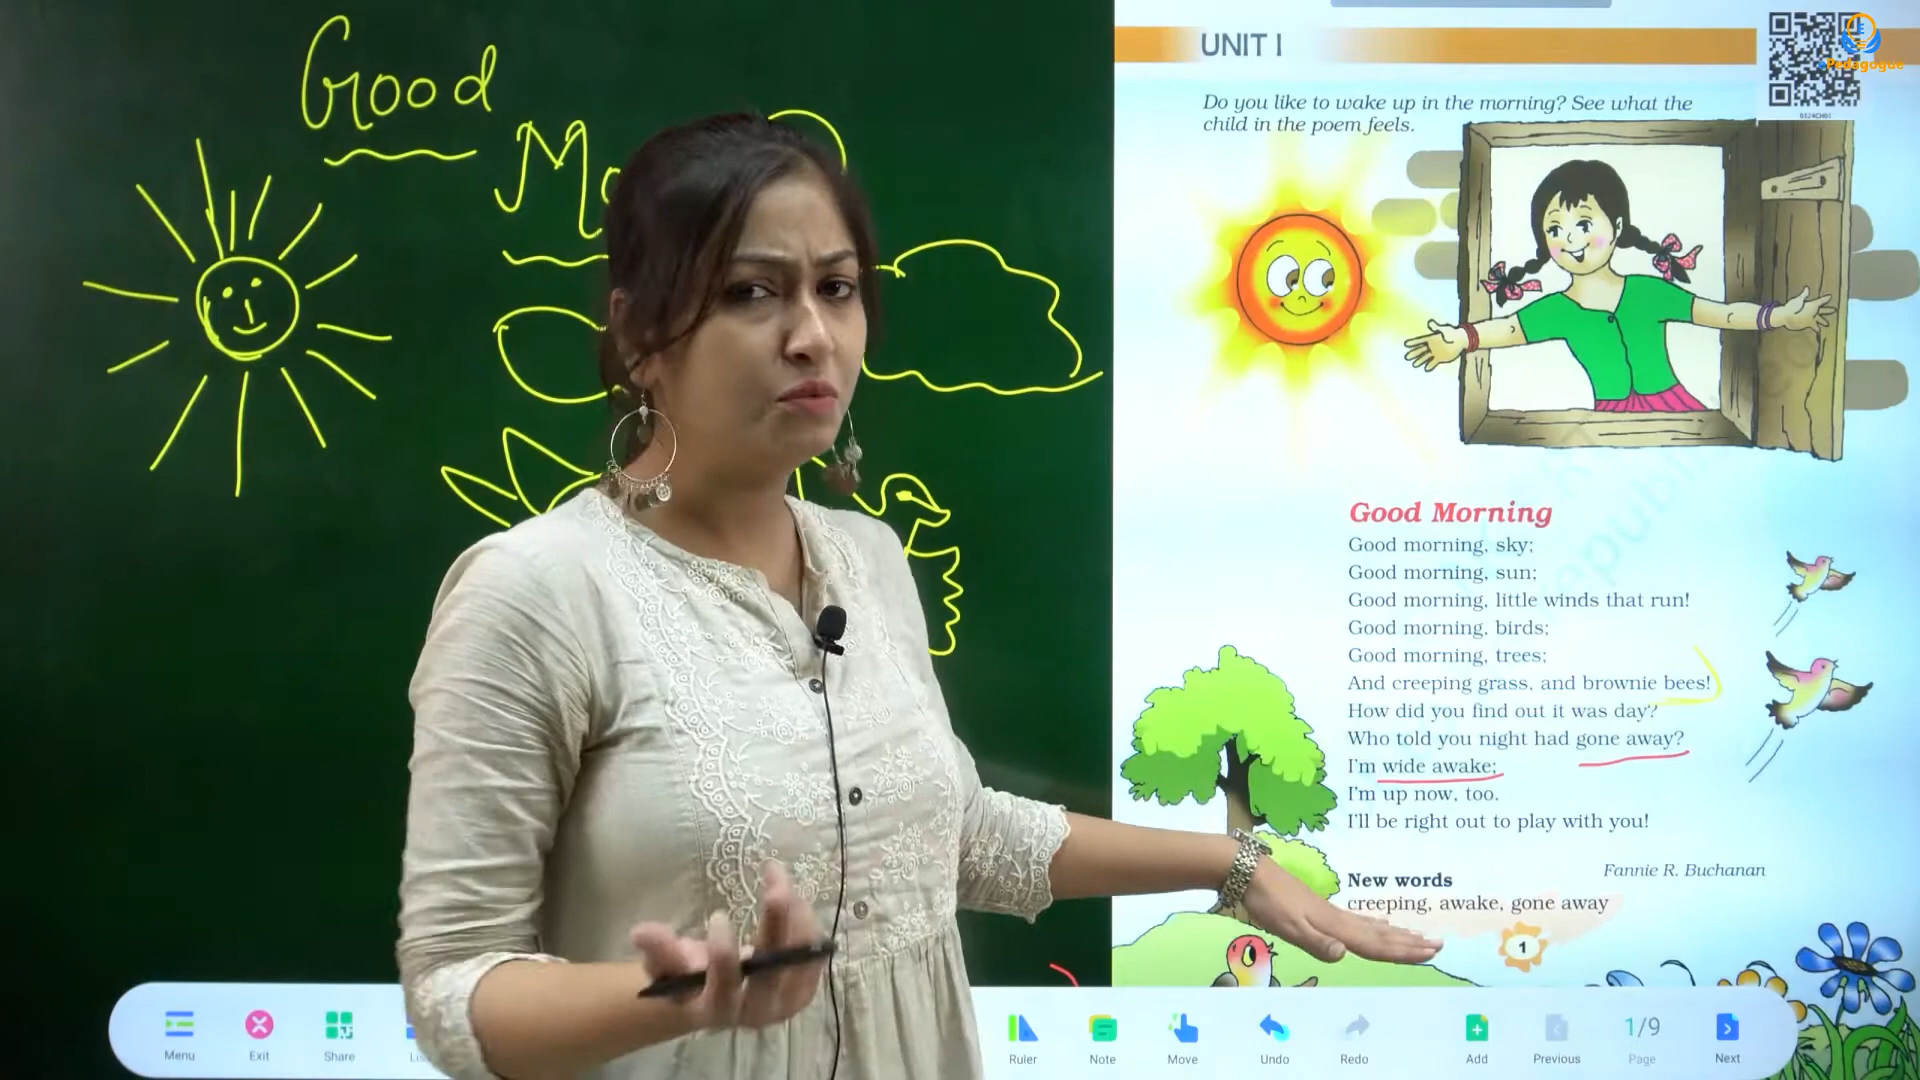 Good
UNIT I
Pedagogue
0124CH01
Do you like to wake up in the morning? See what the
child in the poem feels.
Good Morning
Good morning, sky;
Good morning, sun;
Good morning, little winds that run!
Good morning, birds;
Good morning, trees;
And creeping grass, and brownie bees!
How did you find out it was day?
Who told you night had gone away?
I'm wide awake;
I'm up now, too.
I'll be right out to play with you!
Fannie R. Buchanan
New words
creeping, awake, gone away
1
Menu
Exit
Share
Ruler
Note
Move
Undo
Redo
Add
Previous
1/9
Page
Next